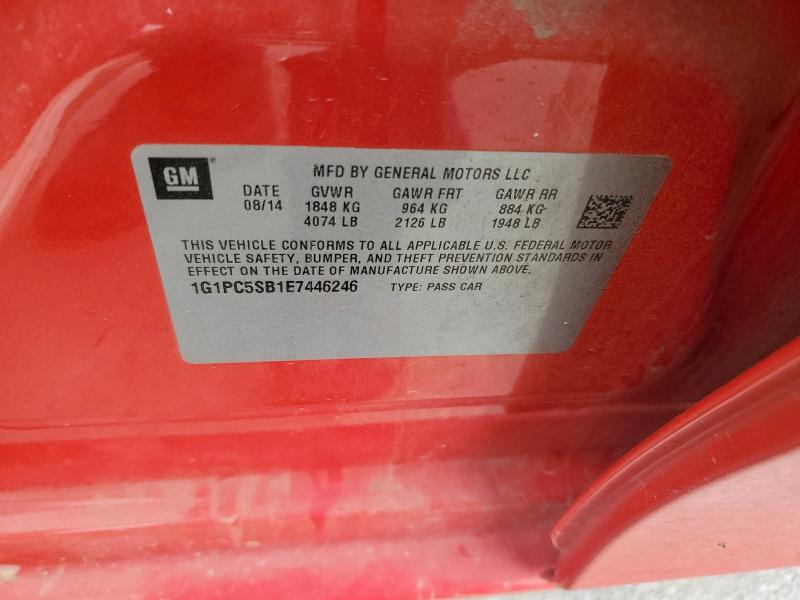 GM ®
MFD BY GENERAL MOTORS LLC
DATE GVWR GAWR FRT GAWR RR
08/14 1848 KG 964 KG 884 KG
4074 LB 2126 LB 1948 LB
THIS VEHICLE CONFORMS TO ALL APPLICABLE U.S. FEDERAL MOTOR
VEHICLE SAFETY, BUMPER, AND THEFT PREVENTION STANDARDS IN
EFFECT ON THE DATE OF MANUFACTURE SHOWN ABOVE.
1G1PC5SB1E7446246 TYPE: PASS CAR